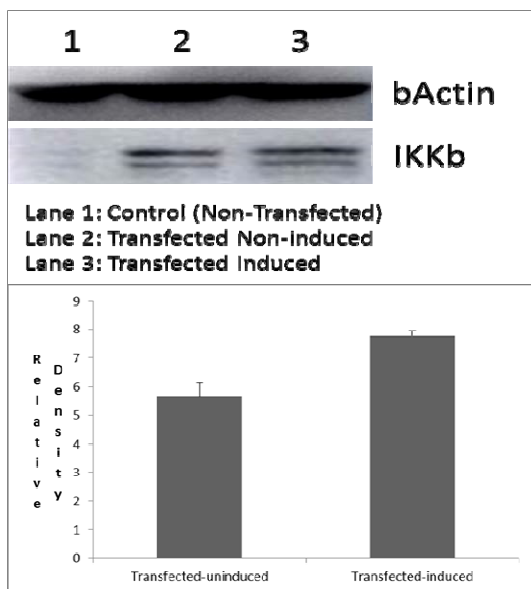 1 2 3
bActin
IKKb
Lane 1: Control (Non-Transfected)
Lane 2: Transfected Non-induced
Lane 3: Transfected Induced
Relative
Density
9
8
7
6
5
4
3
2
1
0
Transfected-uninduced Transfected-induced